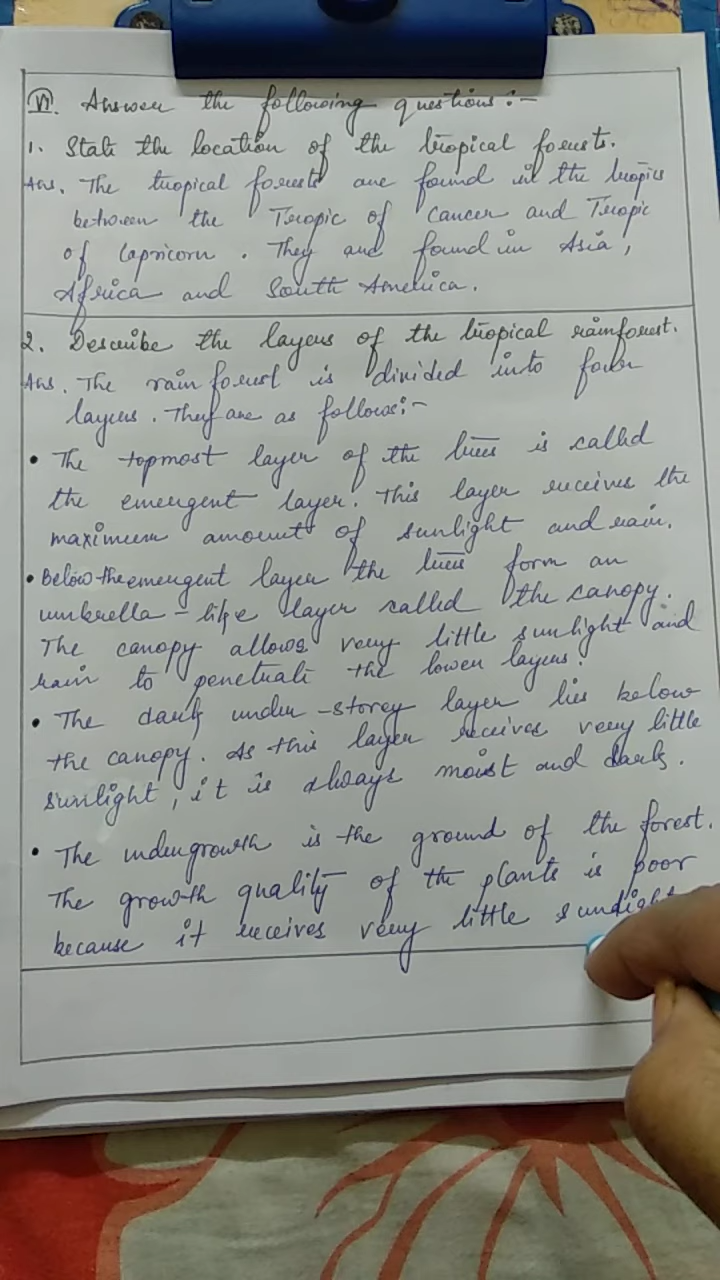 VI. Answer the following questions:-
1. State the location of the tropical forests.
Ans. The tropical forests are found in the tropics
between the Tropic of Cancer and Tropic
of Capricorn. They are found in Asia,
Africa and South America.
2. Describe the layers of the tropical rainforest.
Ans. The rain forest is divided into four
layers. They are as follows:-
• The topmost layer of the trees is called
the emergent layer. This layer receives the
maximum amount of sunlight and rain.
• Below the emergent layer the trees form an
umbrella-like layer called the canopy.
The canopy allows very little sunlight and
rain to penetrate the lower layers.
• The dark under-storey layer lies below
the canopy. As this layer receives very little
sunlight, it is always moist and dark.
• The undergrowth is the ground of the forest.
The growth quality of the plants is poor
because it receives very little sunlight